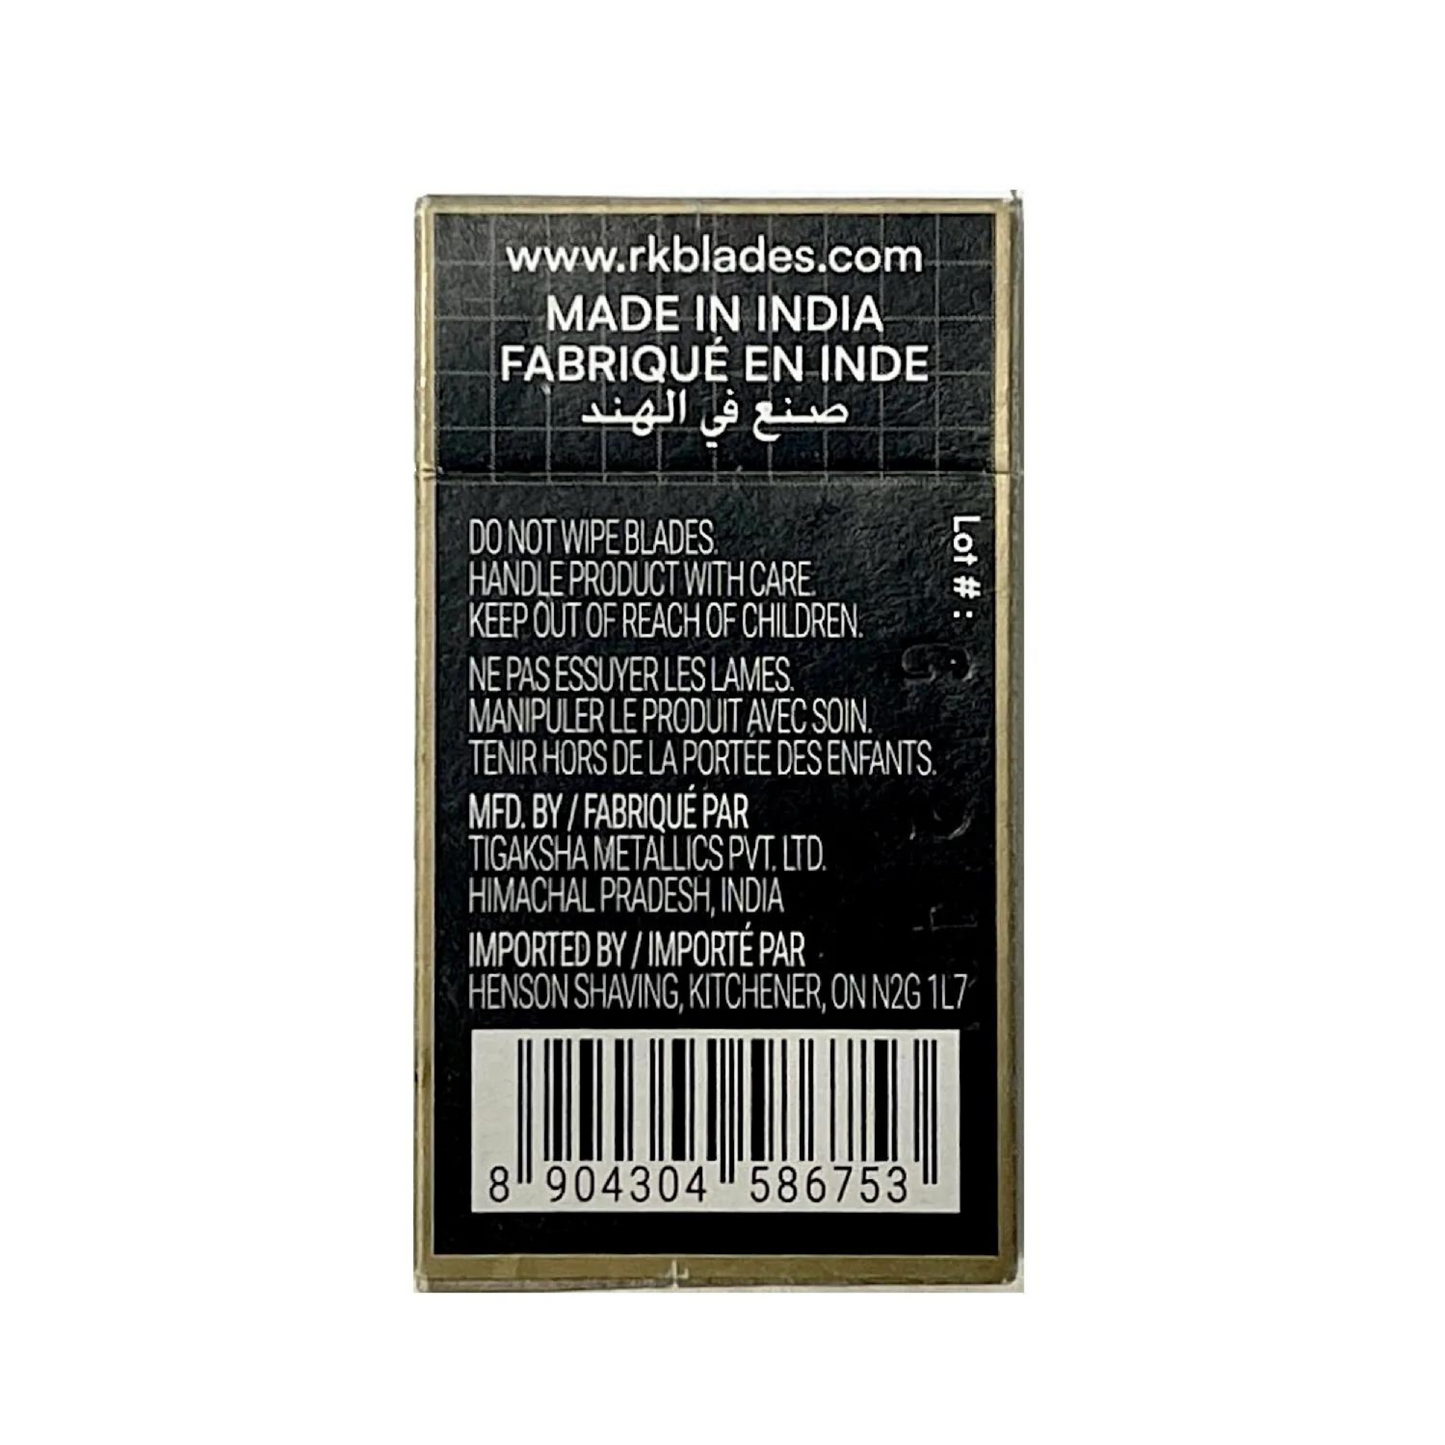 www.rkblades.com
MADE IN INDIA
FABRIQUÉ EN INDE
صنع في الهند
Lot # :
DO NOT WIPE BLADES.
HANDLE PRODUCT WITH CARE.
KEEP OUT OF REACH OF CHILDREN.
NE PAS ESSUYER LES LAMES.
MANIPULER LE PRODUIT AVEC SOIN.
TENIR HORS DE LA PORTÉE DES ENFANTS.
MFD. BY / FABRIQUÉ PAR
TIGAKSHA METALLICS PVT. LTD.
HIMACHAL PRADESH, INDIA
IMPORTED BY / IMPORTÉ PAR
HENSON SHAVING, KITCHENER, ON N2G 1L7
8 904304 586753